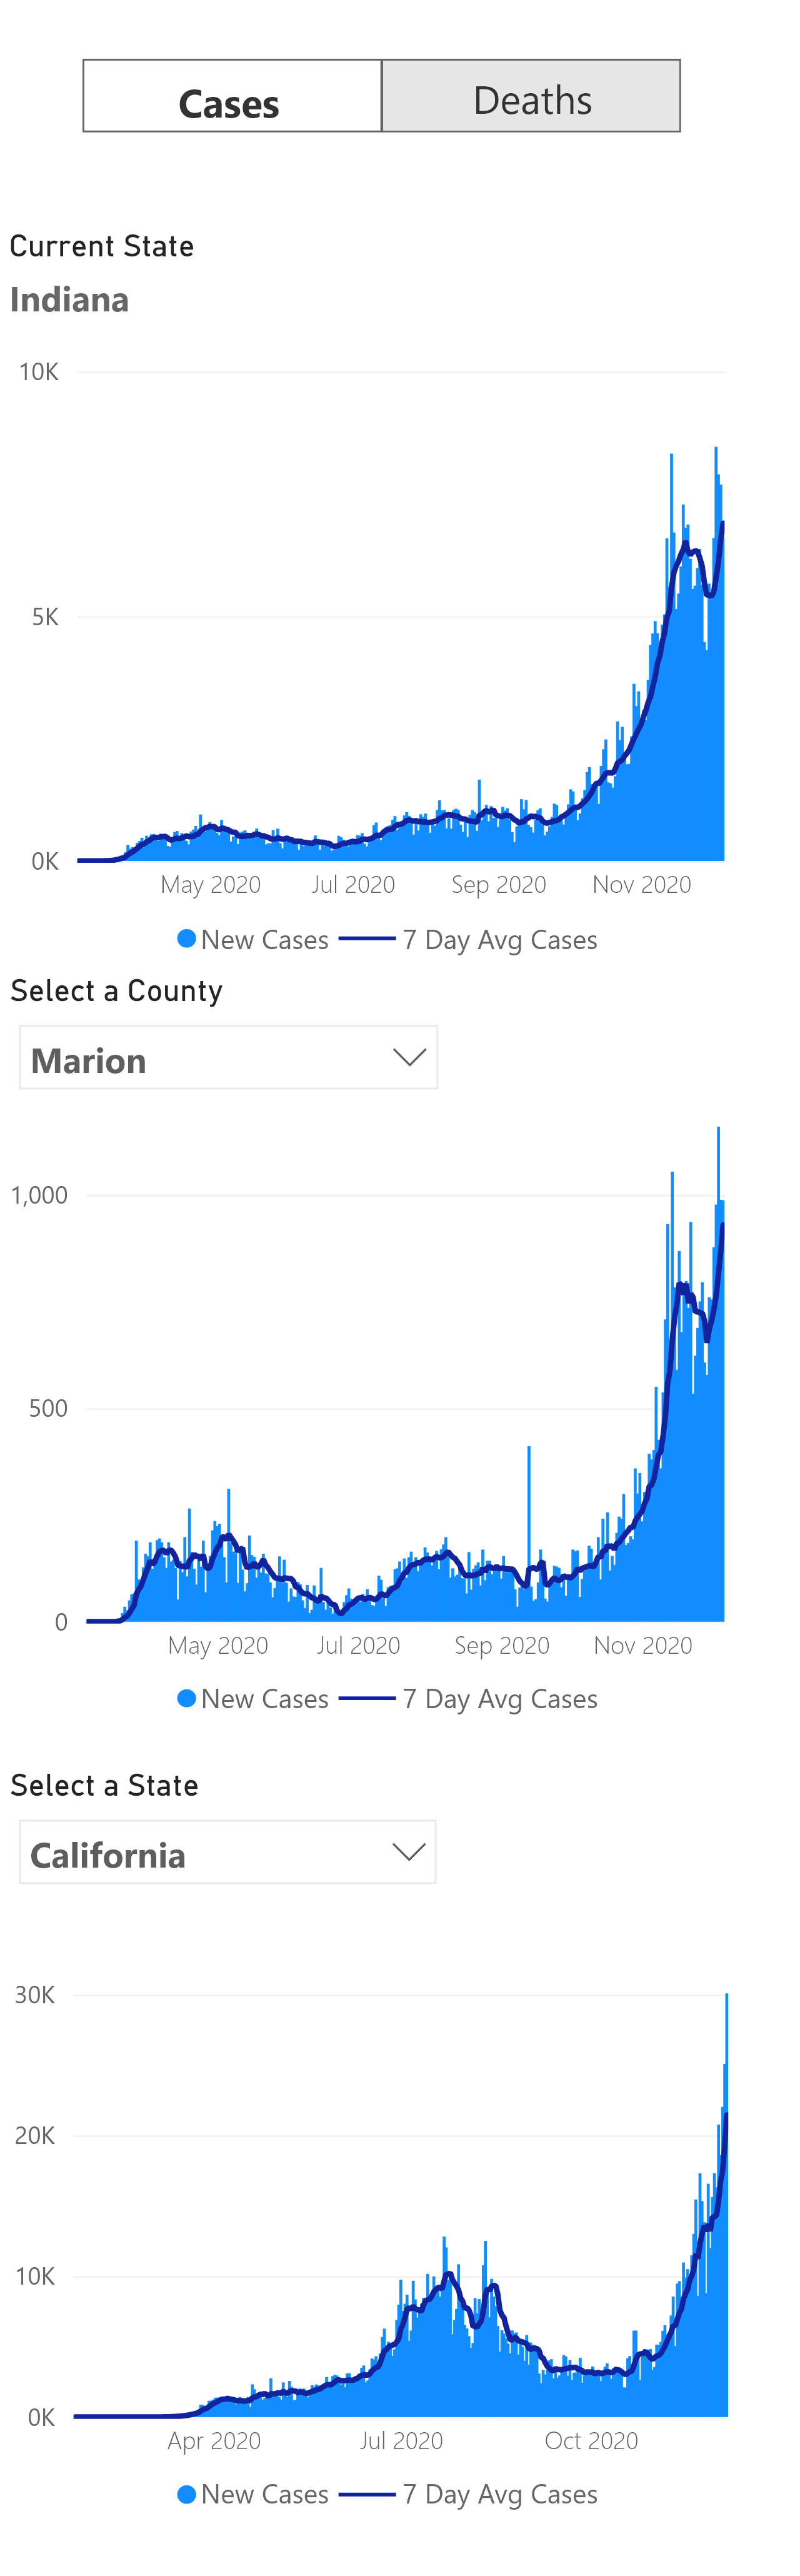 Cases Deaths
Current State
Indiana
10K
5K
0K
May 2020 Jul 2020 Sep 2020 Nov 2020
New Cases 7 Day Avg Cases
Select a County
Marion
1,000
500
0
May 2020 Jul 2020 Sep 2020 Nov 2020
New Cases 7 Day Avg Cases
Select a State
California
30K
20K
10K
0K
Apr 2020 Jul 2020 Oct 2020
New Cases 7 Day Avg Cases